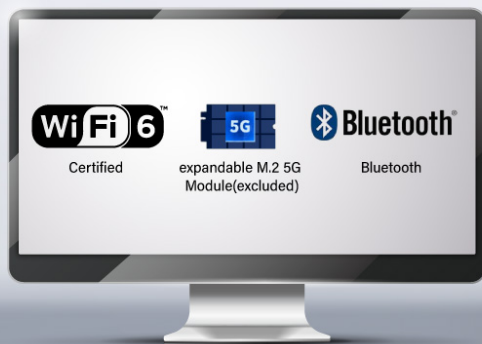 WiFi 6™
5G
Bluetooth®
Certified
expandable M.2 5G
Module(excluded)
Bluetooth